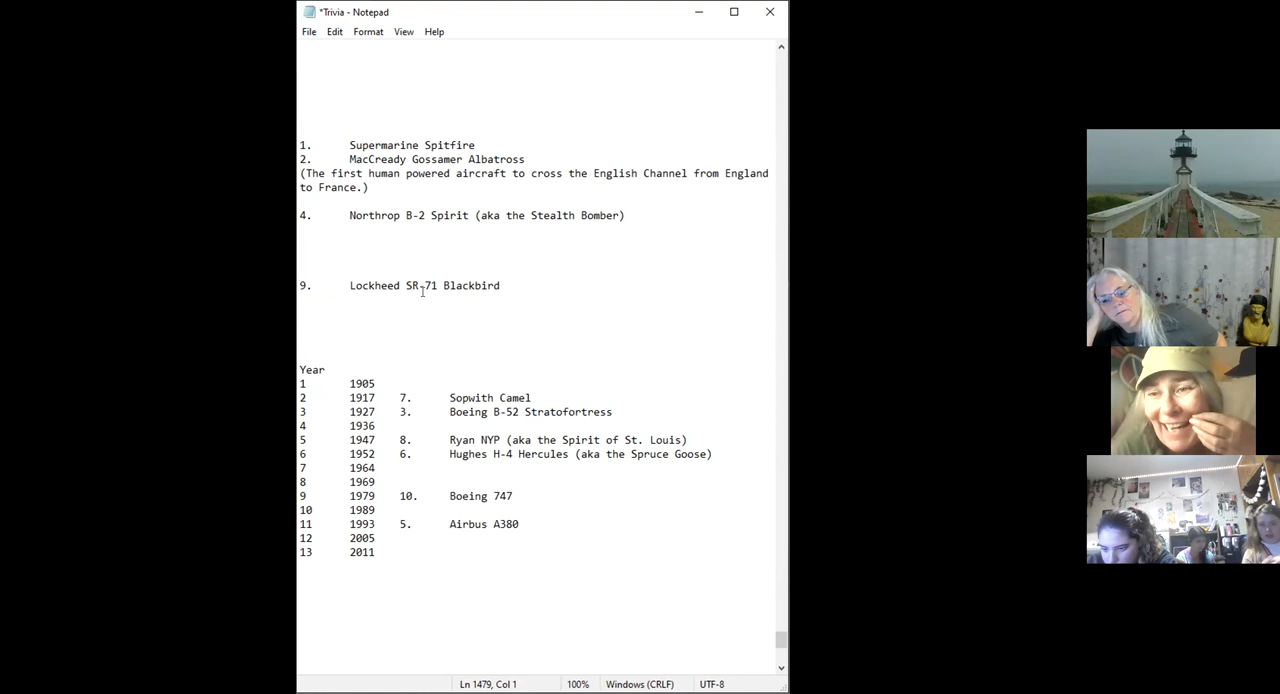 *Trivia - Notepad
File Edit Format View Help
1. Supermarine Spitfire
2. MacCready Gossamer Albatross
(The first human powered aircraft to cross the English Channel from England
to France.)
4. Northrop B-2 Spirit (aka the Stealth Bomber)
9. Lockheed SR-71 Blackbird
Year
1 1905
2 1917 7. Sopwith Camel
3 1927 3. Boeing B-52 Stratofortress
4 1936
5 1947 8. Ryan NYP (aka the Spirit of St. Louis)
6 1952 6. Hughes H-4 Hercules (aka the Spruce Goose)
7 1964
8 1969
9 1979 10. Boeing 747
10 1989
11 1993 5. Airbus A380
12 2005
13 2011
Ln 1479, Col 1 100% Windows (CRLF) UTF-8